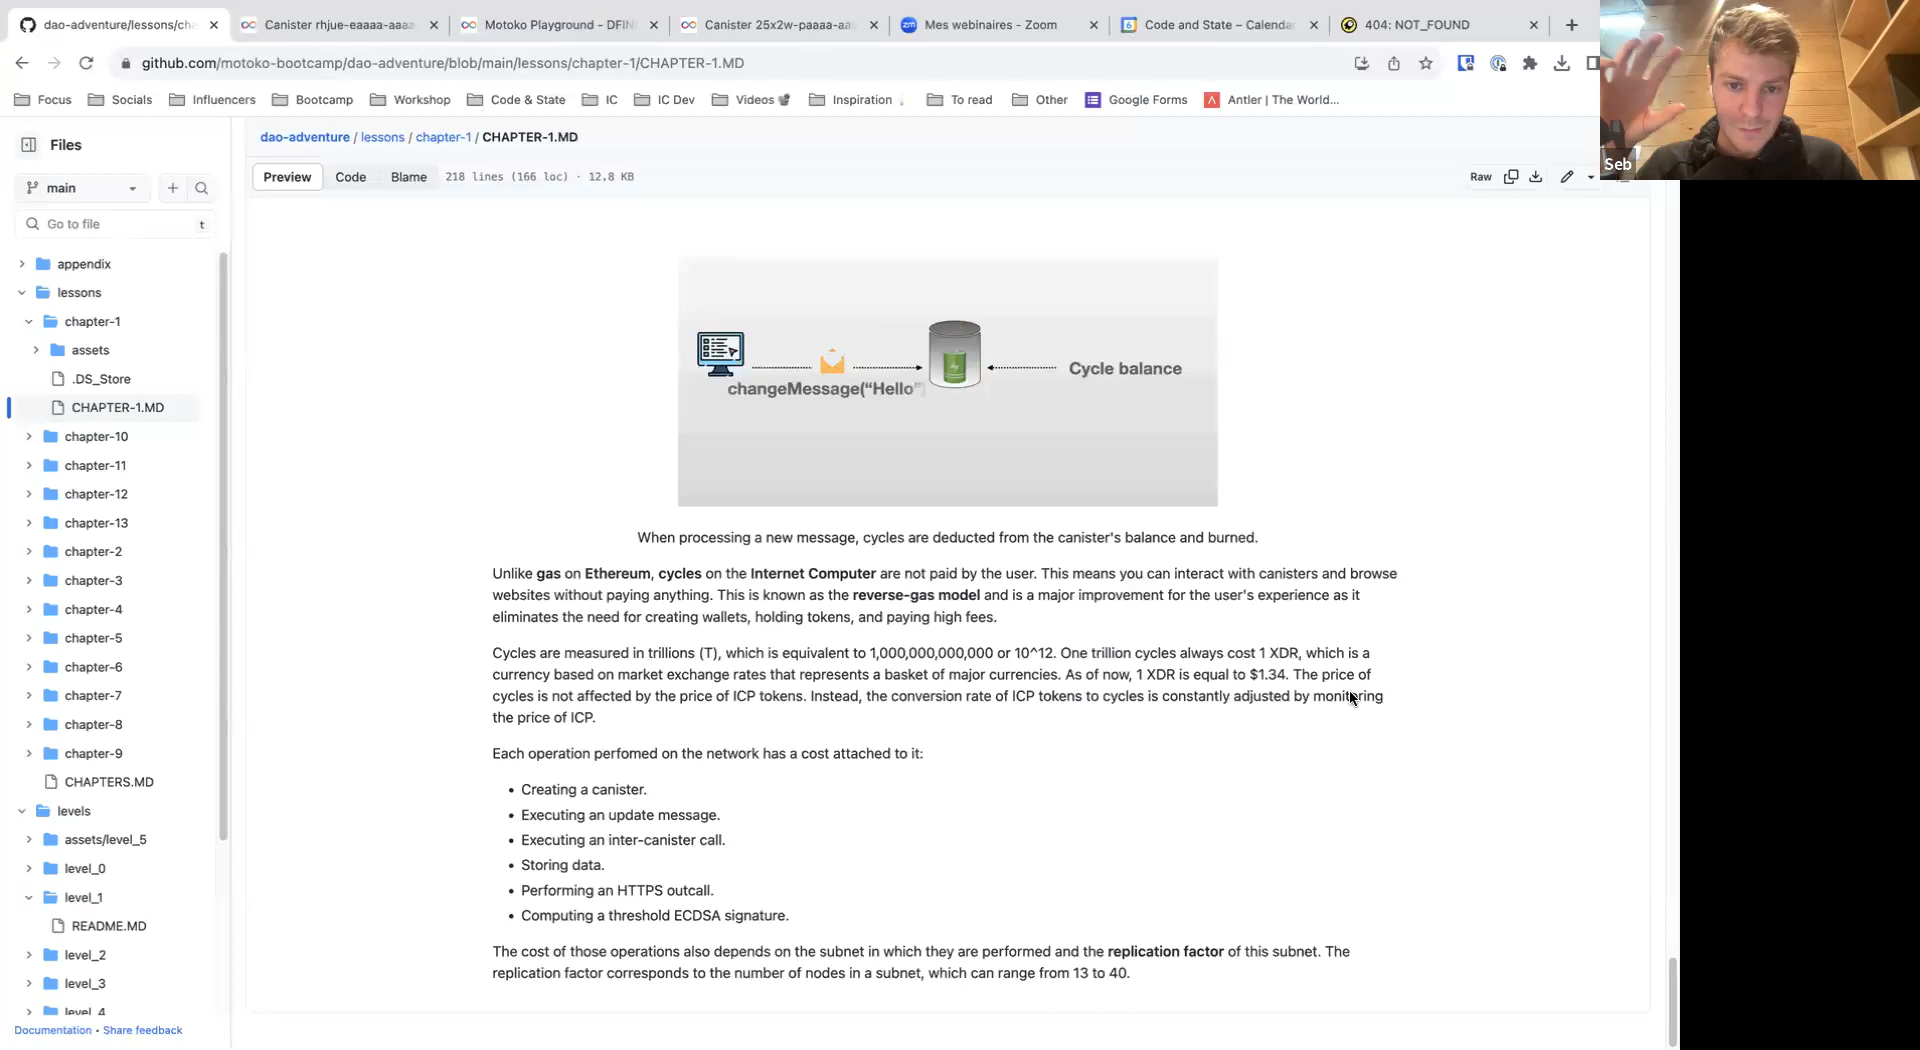 dao-adventure/lessons/cha
Canister rhjue-eaaaa-aaaa
Motoko Playground - DFIN
Canister 25x2w-paaaa-aa
Mes webinaires - Zoom
Code and State – Calenda
404: NOT_FOUND
github.com/motoko-bootcamp/dao-adventure/blob/main/lessons/chapter-1/CHAPTER-1.MD
Focus
Socials
Influencers
Bootcamp
Workshop
Code & State
IC
IC Dev
Videos
Inspiration
To read
Other
Google Forms
Antler | The World...
Seb
Files
main
Go to file
t
appendix
lessons
chapter-1
assets
.DS_Store
CHAPTER-1.MD
chapter-10
chapter-11
chapter-12
chapter-13
chapter-2
chapter-3
chapter-4
chapter-5
chapter-6
chapter-7
chapter-8
chapter-9
CHAPTERS.MD
levels
assets/level_5
level_0
level_1
README.MD
level_2
level_3
level_4
Documentation • Share feedback
dao-adventure / lessons / chapter-1 / CHAPTER-1.MD
Preview
Code
Blame
218 lines (166 loc) · 12.8 KB
Raw
changeMessage(“Hello”)
Cycle balance
When processing a new message, cycles are deducted from the canister's balance and burned.
Unlike gas on Ethereum, cycles on the Internet Computer are not paid by the user. This means you can interact with canisters and browse
websites without paying anything. This is known as the reverse-gas model and is a major improvement for the user's experience as it
eliminates the need for creating wallets, holding tokens, and paying high fees.
Cycles are measured in trillions (T), which is equivalent to 1,000,000,000,000 or 10^12. One trillion cycles always cost 1 XDR, which is a
currency based on market exchange rates that represents a basket of major currencies. As of now, 1 XDR is equal to $1.34. The price of
cycles is not affected by the price of ICP tokens. Instead, the conversion rate of ICP tokens to cycles is constantly adjusted by monitoring
the price of ICP.
Each operation perfomed on the network has a cost attached to it:
• Creating a canister.
• Executing an update message.
• Executing an inter-canister call.
• Storing data.
• Performing an HTTPS outcall.
• Computing a threshold ECDSA signature.
The cost of those operations also depends on the subnet in which they are performed and the replication factor of this subnet. The
replication factor corresponds to the number of nodes in a subnet, which can range from 13 to 40.